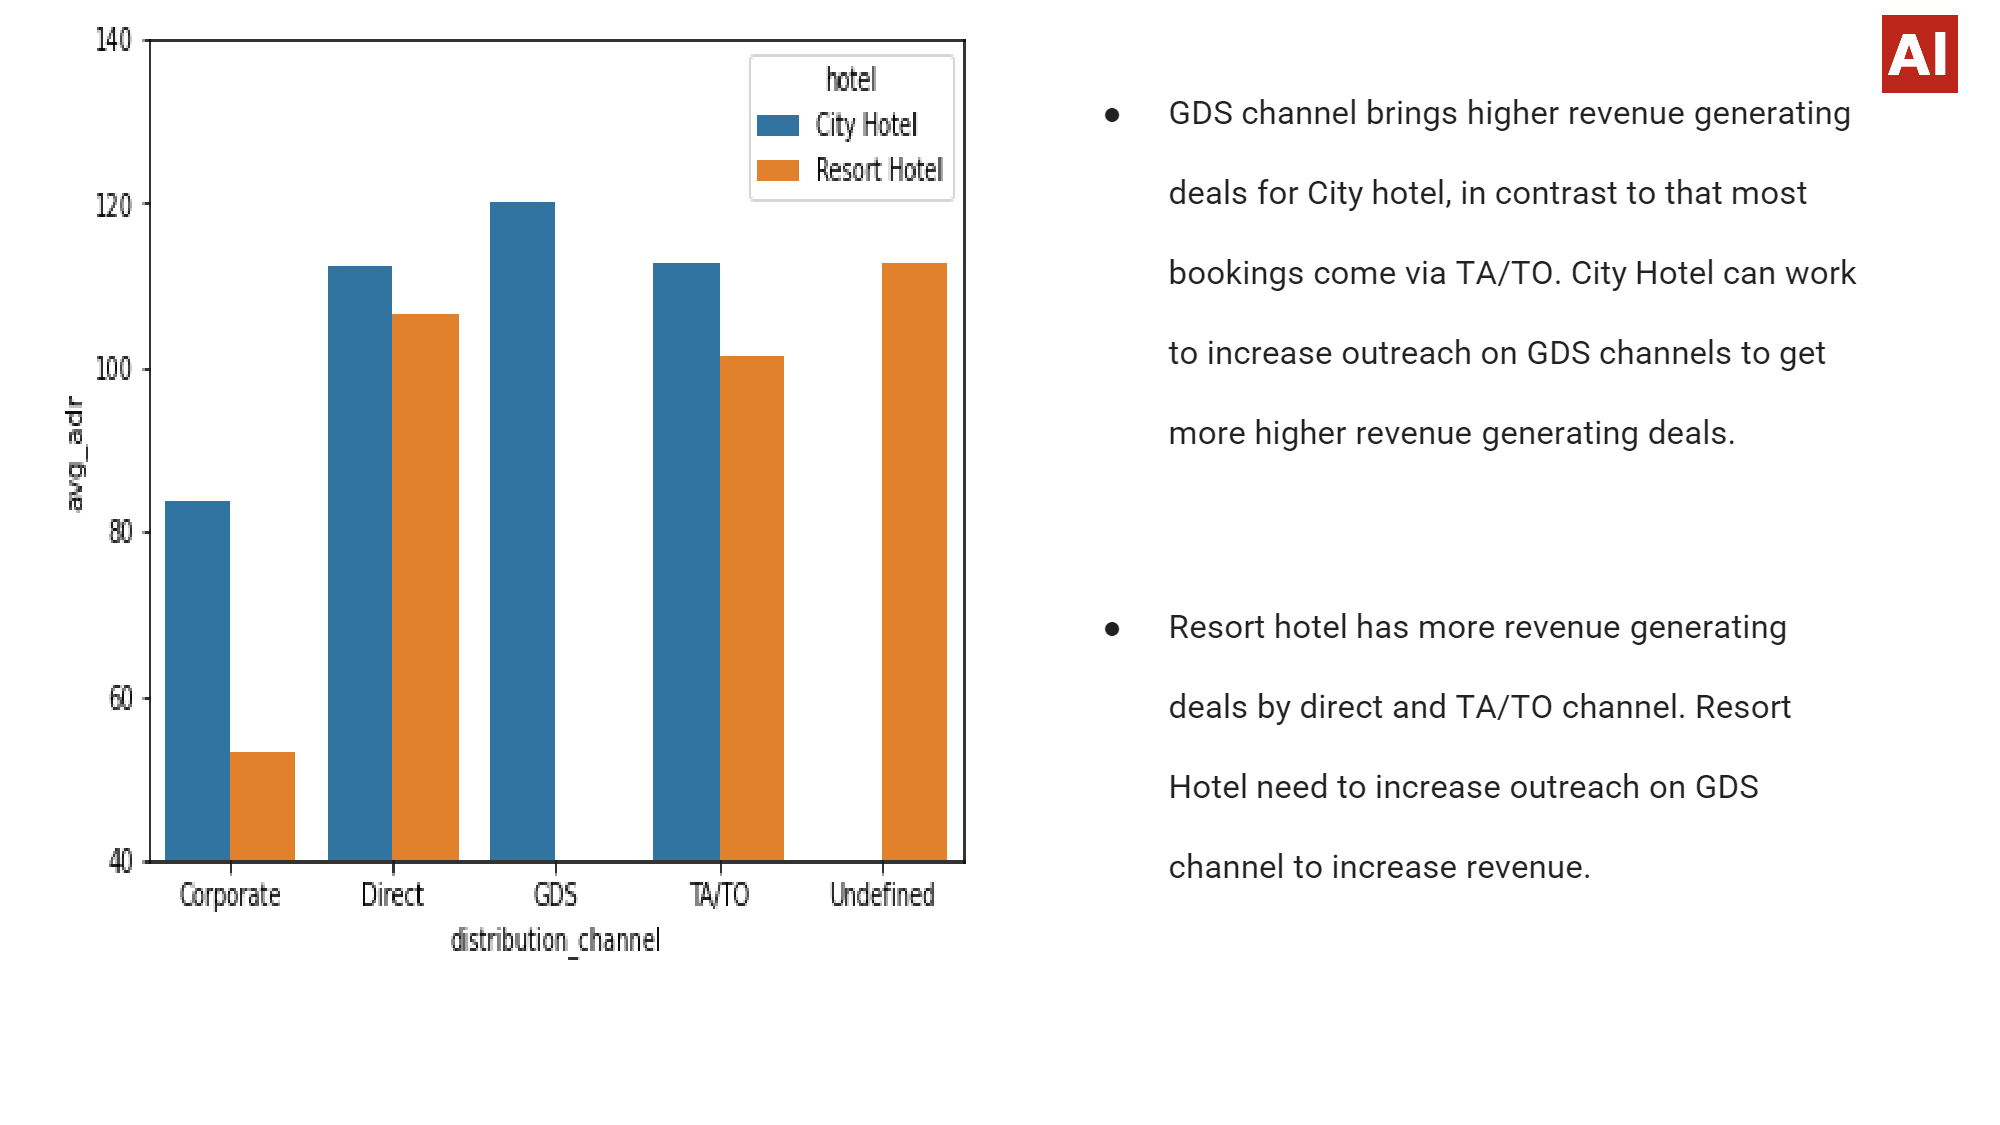 AI
140
120
100
80
60
40
avg_adr
hotel
City Hotel
Resort Hotel
Corporate
Direct
GDS
TA/TO
Undefined
distribution_channel
● GDS channel brings higher revenue generating
deals for City hotel, in contrast to that most
bookings come via TA/TO. City Hotel can work
to increase outreach on GDS channels to get
more higher revenue generating deals.
● Resort hotel has more revenue generating
deals by direct and TA/TO channel. Resort
Hotel need to increase outreach on GDS
channel to increase revenue.